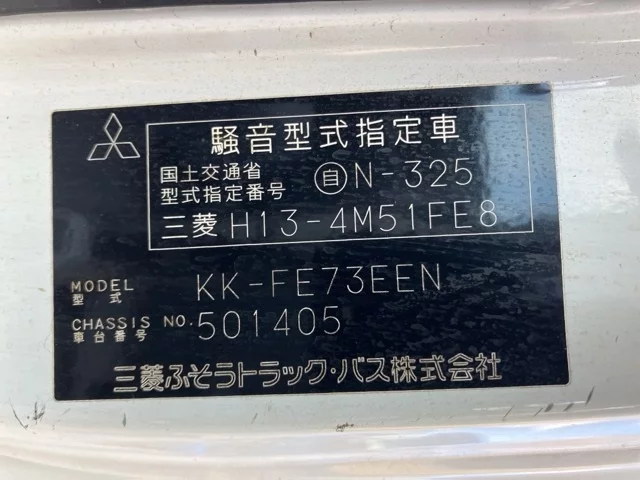 騒音型式指定車
国土交通省
型式指定番号 自N-325
三菱 H13-4M51FE8
MODEL
型式 KK-FE73EEN
CHASSIS NO.
車台番号 501405
三菱ふそうトラック・バス株式会社